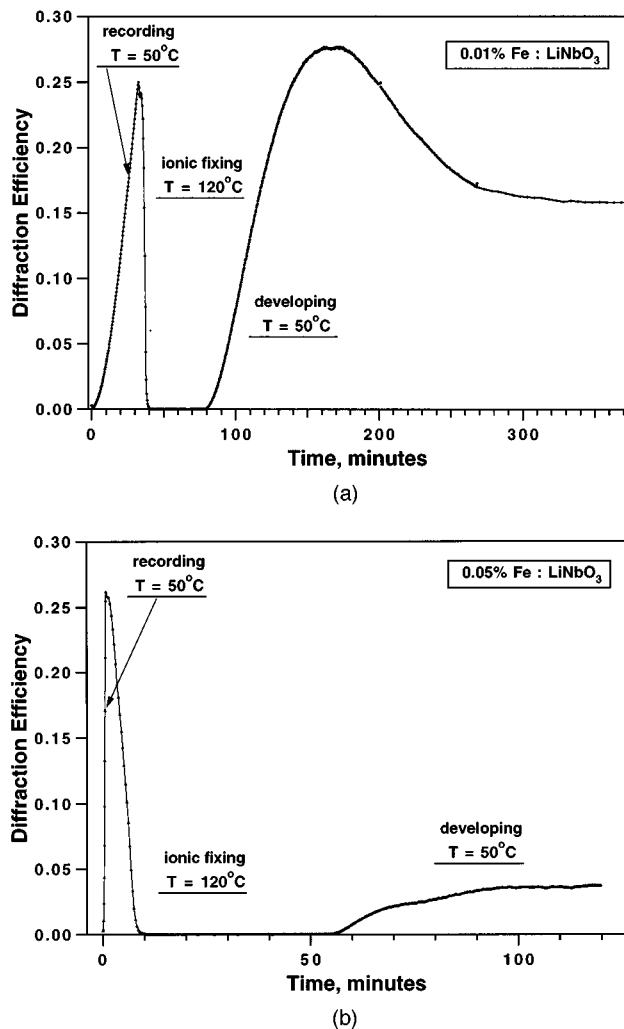 0.30
recording
T = 50°C
0.01% Fe : LiNbO₃
0.25
0.20
ionic fixing
T = 120°C
0.15
Diffraction Efficiency
0.10
developing
T = 50°C
0.05
0.00
0 100 200 300
Time, minutes
(a)
0.30
recording
T = 50°C
0.05% Fe : LiNbO₃
0.25
0.20
0.15
Diffraction Efficiency
0.10
developing
T = 50°C
ionic fixing
T = 120°C
0.05
0.00
0 50 100
Time, minutes
(b)